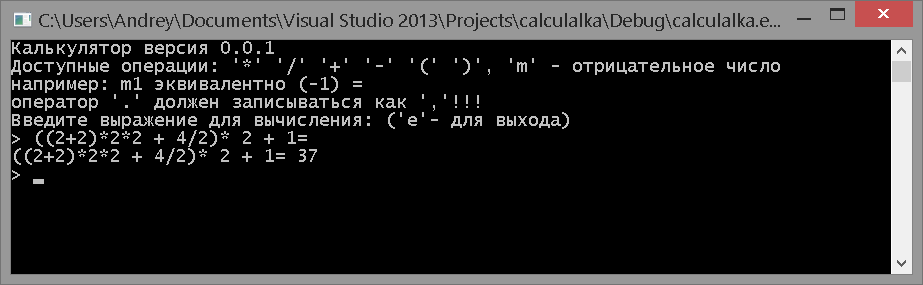 C:\Users\Andrey\Documents\Visual Studio 2013\Projects\calculalka\Debug\calculalka.e...
Калькулятор версия 0.0.1
Доступные операции: '*' '/' '+' '-' '(' ')', 'm' - отрицательное число
например: m1 эквивалентно (-1) =
оператор '.' должен записываться как ','!!!
Введите выражение для вычисления: ('e'- для выхода)
> ((2+2)*2*2 + 4/2)* 2 + 1=
((2+2)*2*2 + 4/2)* 2 + 1= 37
>